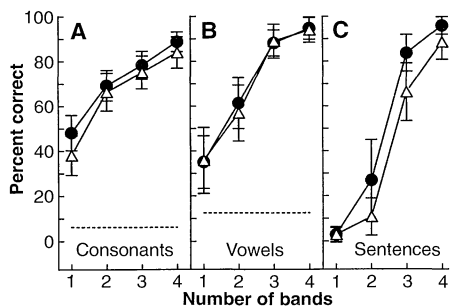 A B C
Percent correct
100
80
60
40
20
0
Consonants Vowels Sentences
1 2 3 4 1 2 3 4 1 2 3 4
Number of bands